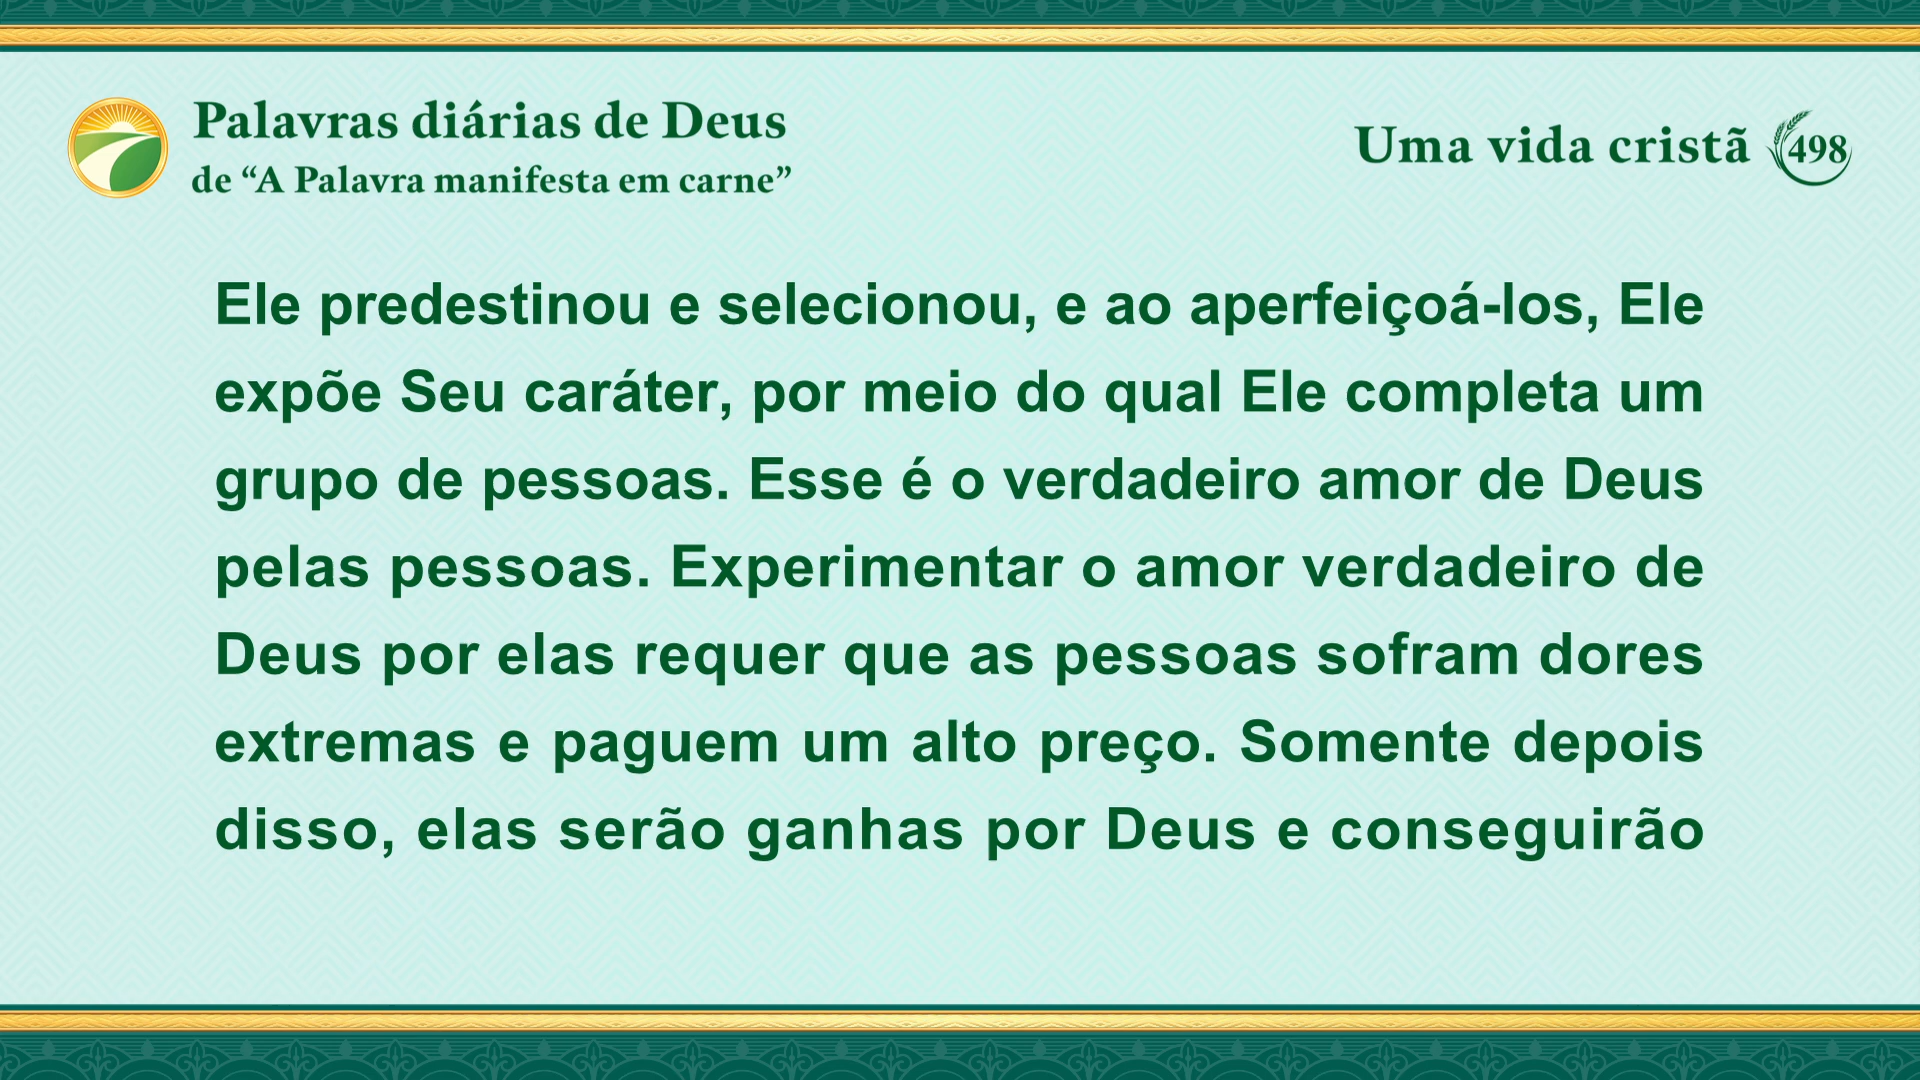 Palavras diárias de Deus
de “A Palavra manifesta em carne”
Uma vida cristã 498
Ele predestinou e selecionou, e ao aperfeiçoá-los, Ele
expõe Seu caráter, por meio do qual Ele completa um
grupo de pessoas. Esse é o verdadeiro amor de Deus
pelas pessoas. Experimentar o amor verdadeiro de
Deus por elas requer que as pessoas sofram dores
extremas e paguem um alto preço. Somente depois
disso, elas serão ganhas por Deus e conseguirão